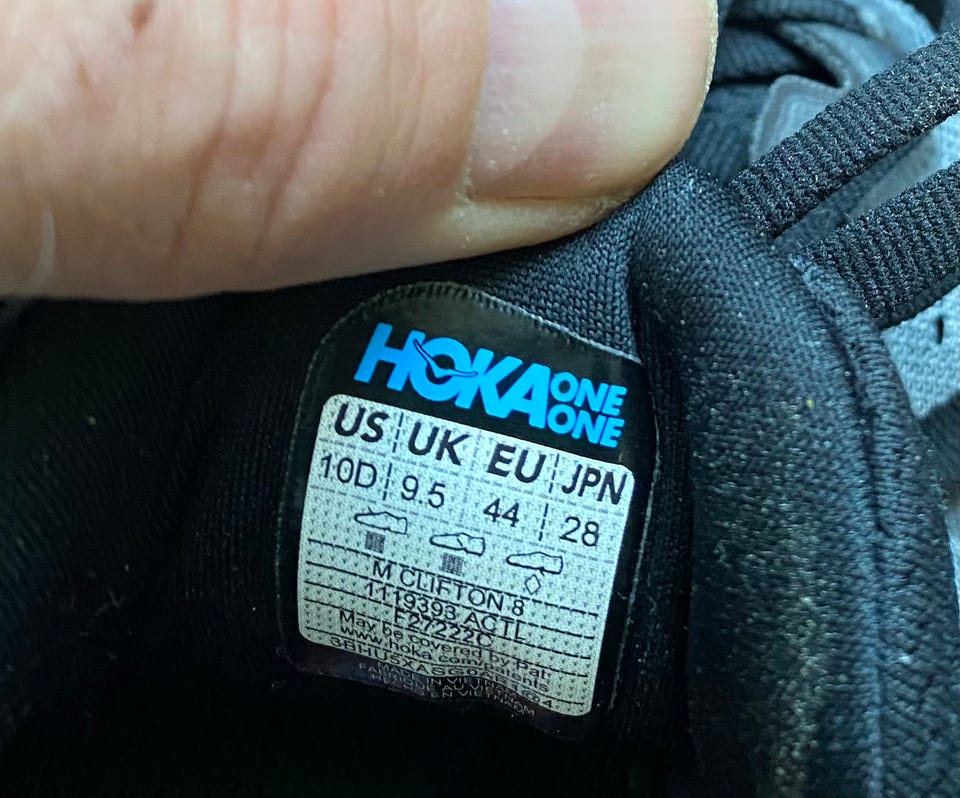 HOKA ONE ONE
US UK EU JPN
10D 9.5 44 28
M CLIFTON 8
1119393 ACTL
F27222C
May be covered by Pat.
www.hoka.com/patents
MADE IN VIETNAM